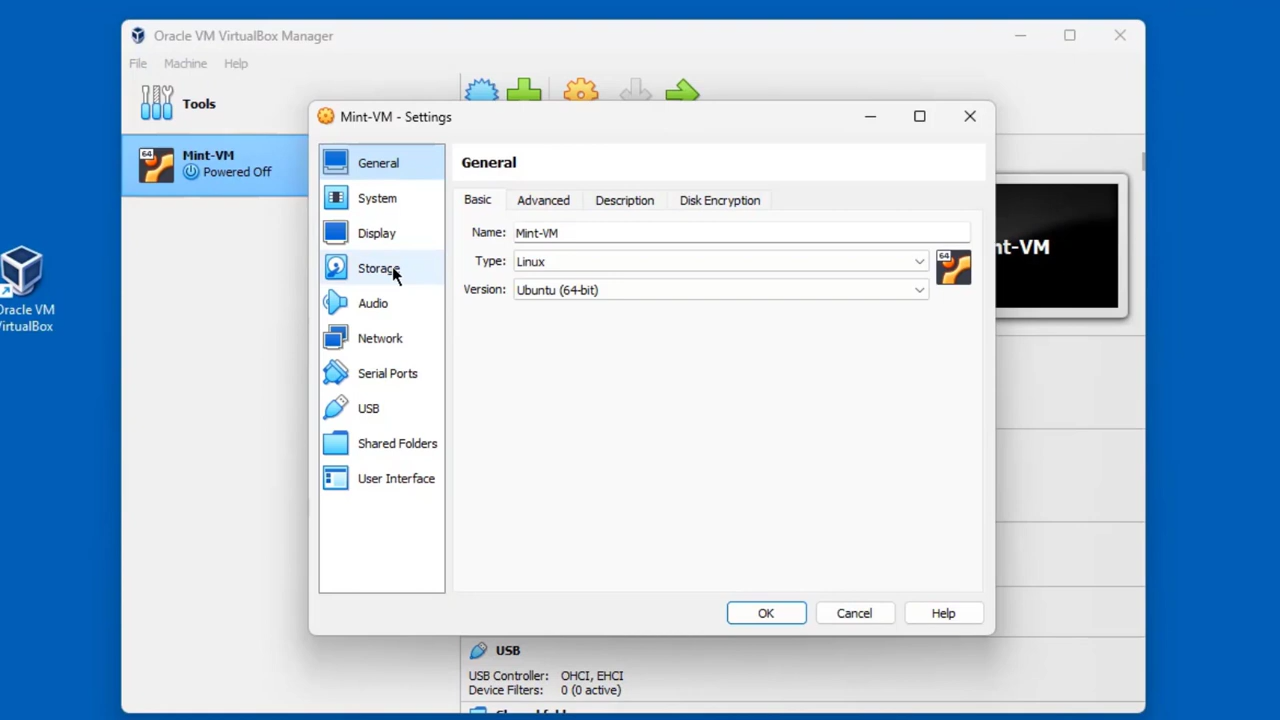 Oracle VM VirtualBox Manager
File Machine Help
Tools
64
Mint-VM
Powered Off
Mint-VM - Settings
General
System
Display
Storage
Audio
Network
Serial Ports
USB
Shared Folders
User Interface
General
Basic Advanced Description Disk Encryption
Name: Mint-VM
Type: Linux
64
Version: Ubuntu (64-bit)
OK Cancel Help
nt-VM
USB
USB Controller: OHCI, EHCI
Device Filters: 0 (0 active)
Oracle VM
VirtualBox